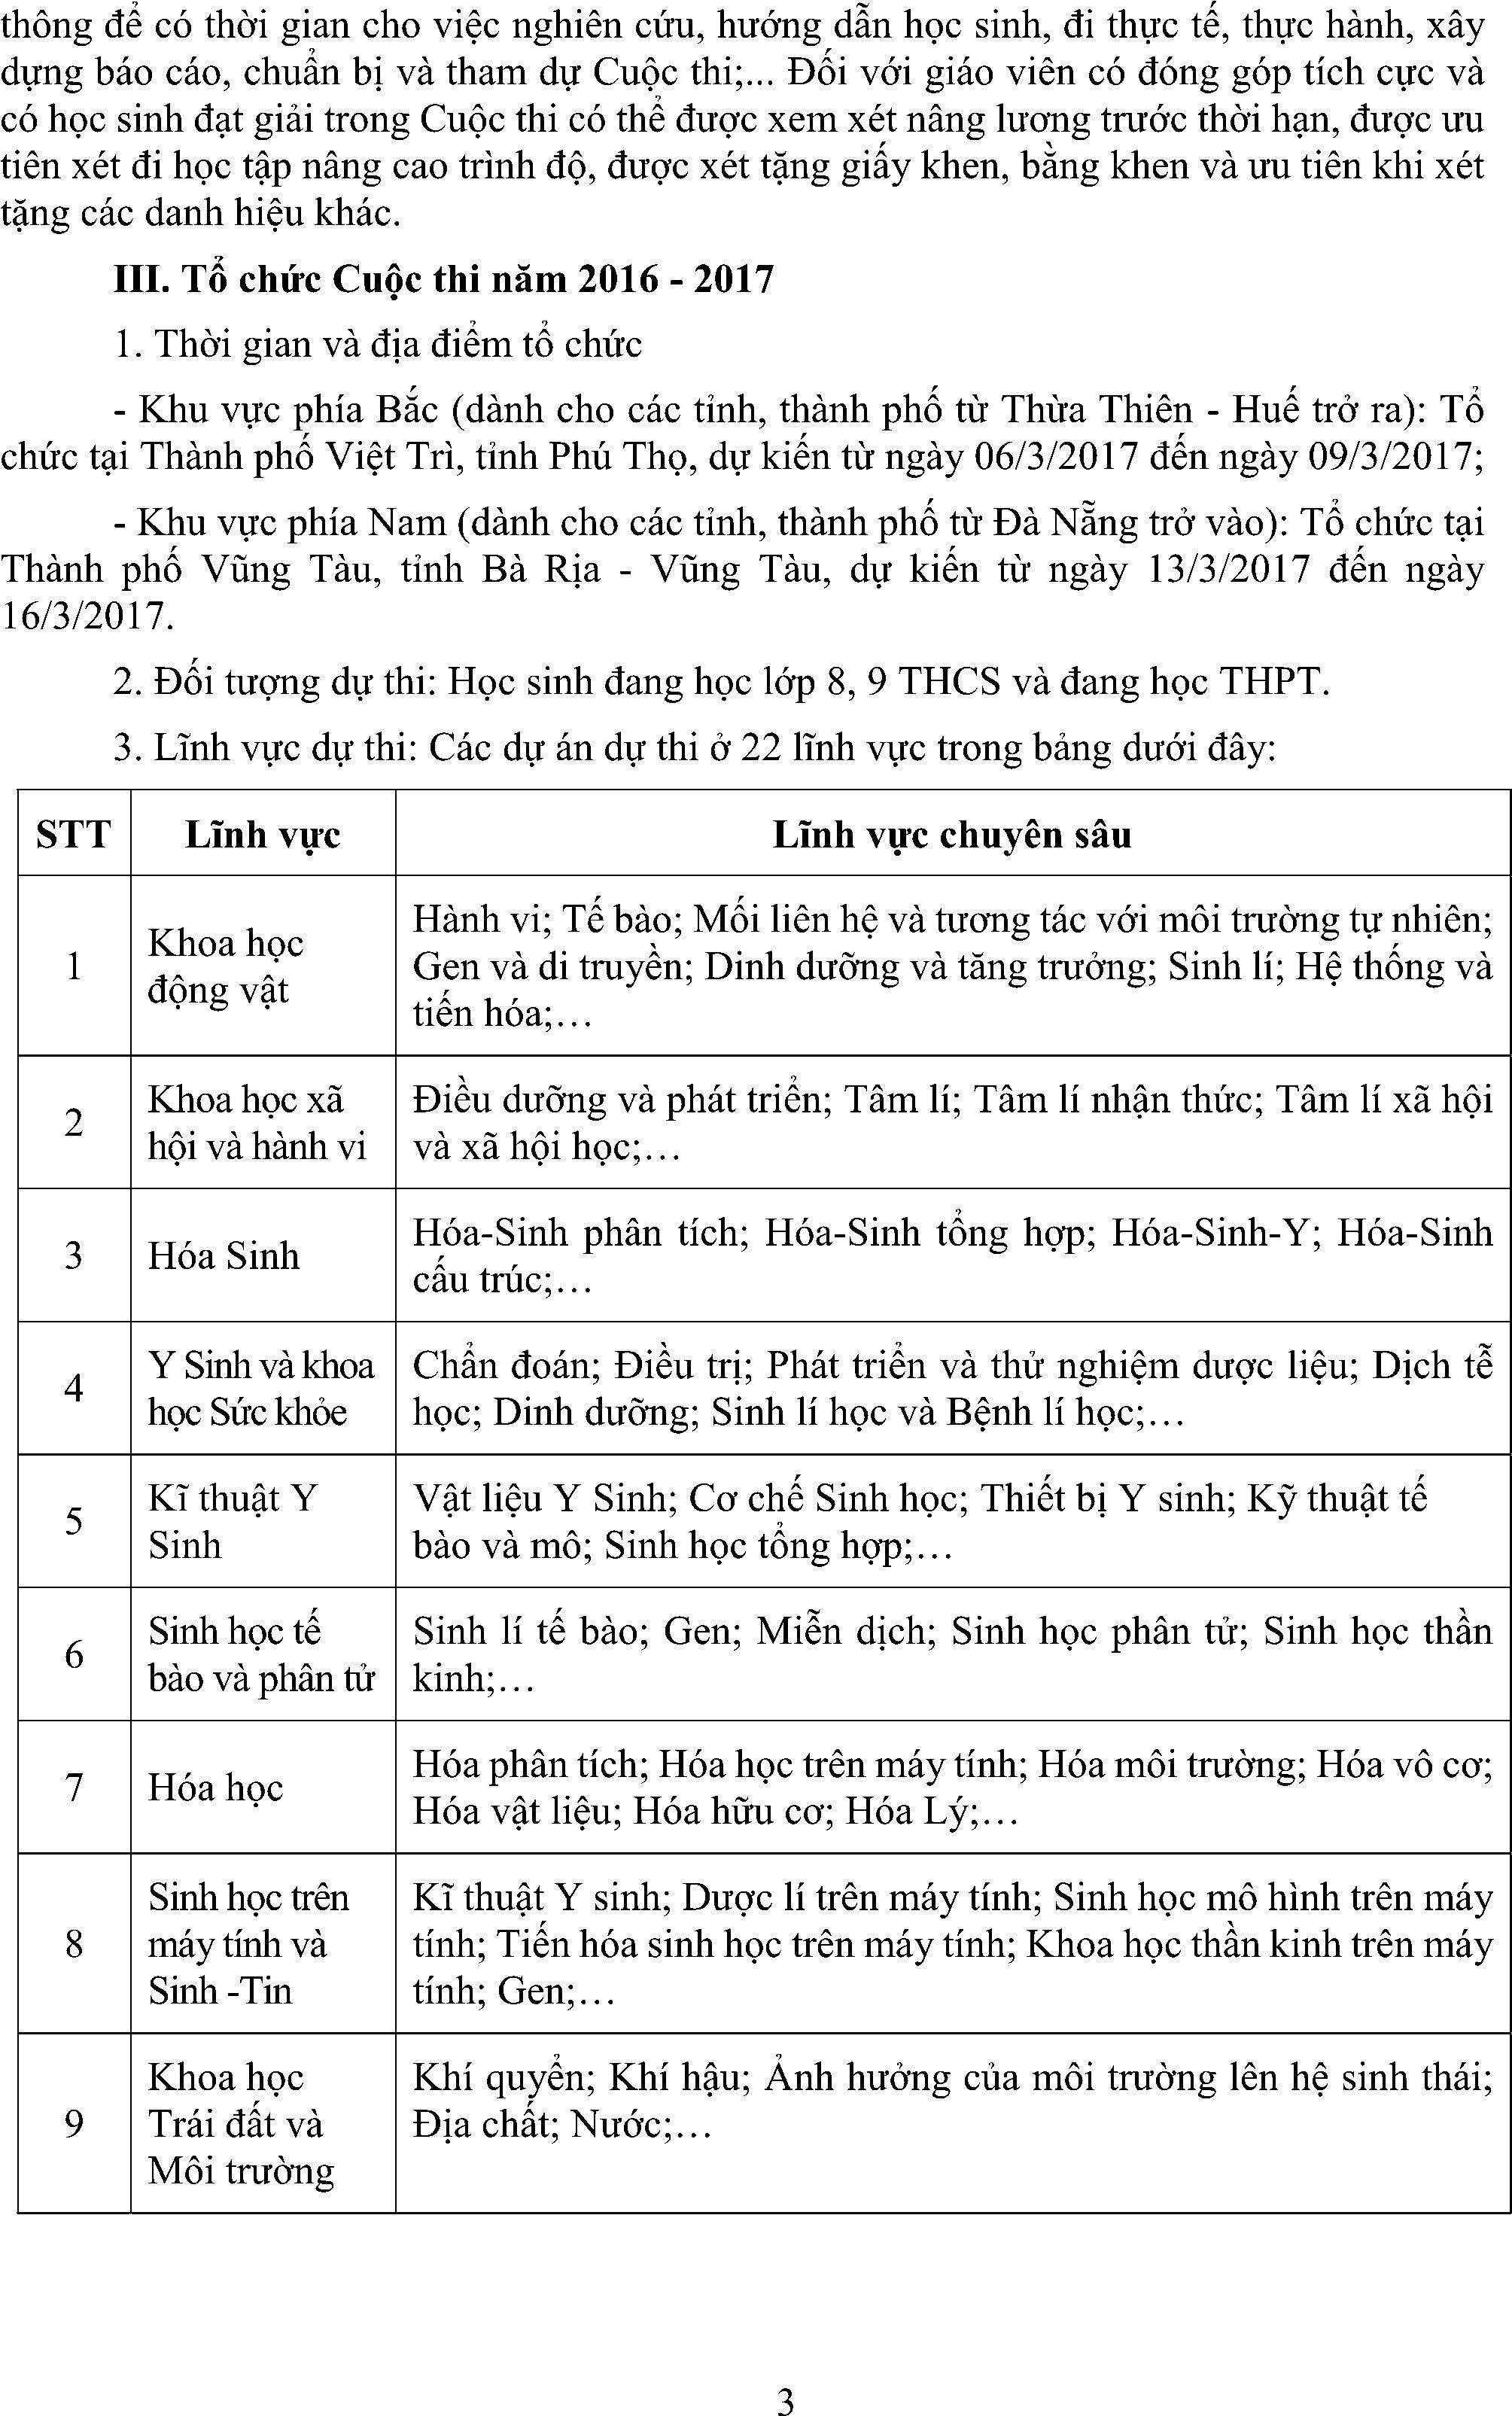 thông để có thời gian cho việc nghiên cứu, hướng dẫn học sinh, đi thực tế, thực hành, xây
dựng báo cáo, chuẩn bị và tham dự Cuộc thi;... Đối với giáo viên có đóng góp tích cực và
có học sinh đạt giải trong Cuộc thi có thể được xem xét nâng lương trước thời hạn, được ưu
tiên xét đi học tập nâng cao trình độ, được xét tặng giấy khen, bằng khen và ưu tiên khi xét
tặng các danh hiệu khác.
III. Tổ chức Cuộc thi năm 2016 - 2017
1. Thời gian và địa điểm tổ chức
- Khu vực phía Bắc (dành cho các tỉnh, thành phố từ Thừa Thiên - Huế trở ra): Tổ
chức tại Thành phố Việt Trì, tỉnh Phú Thọ, dự kiến từ ngày 06/3/2017 đến ngày 09/3/2017;
- Khu vực phía Nam (dành cho các tỉnh, thành phố từ Đà Nẵng trở vào): Tổ chức tại
Thành phố Vũng Tàu, tỉnh Bà Rịa - Vũng Tàu, dự kiến từ ngày 13/3/2017 đến ngày
16/3/2017.
2. Đối tượng dự thi: Học sinh đang học lớp 8, 9 THCS và đang học THPT.
3. Lĩnh vực dự thi: Các dự án dự thi ở 22 lĩnh vực trong bảng dưới đây:
STT Lĩnh vực Lĩnh vực chuyên sâu
1
Khoa học
động vật
Hành vi; Tế bào; Mối liên hệ và tương tác với môi trường tự nhiên;
Gen và di truyền; Dinh dưỡng và tăng trưởng; Sinh lí; Hệ thống và
tiến hóa;…
2
Khoa học xã
hội và hành vi
Điều dưỡng và phát triển; Tâm lí; Tâm lí nhận thức; Tâm lí xã hội
và xã hội học;…
3
Hóa Sinh
Hóa-Sinh phân tích; Hóa-Sinh tổng hợp; Hóa-Sinh-Y; Hóa-Sinh
cấu trúc;…
4
Y Sinh và khoa
học Sức khỏe
Chẩn đoán; Điều trị; Phát triển và thử nghiệm dược liệu; Dịch tễ
học; Dinh dưỡng; Sinh lí học và Bệnh lí học;…
5
Kĩ thuật Y
Sinh
Vật liệu Y Sinh; Cơ chế Sinh học; Thiết bị Y sinh; Kỹ thuật tế
bào và mô; Sinh học tổng hợp;…
6
Sinh học tế
bào và phân tử
Sinh lí tế bào; Gen; Miễn dịch; Sinh học phân tử; Sinh học thần
kinh;…
7
Hóa học
Hóa phân tích; Hóa học trên máy tính; Hóa môi trường; Hóa vô cơ;
Hóa vật liệu; Hóa hữu cơ; Hóa Lý;…
8
Sinh học trên
máy tính và
Sinh -Tin
Kĩ thuật Y sinh; Dược lí trên máy tính; Sinh học mô hình trên máy
tính; Tiến hóa sinh học trên máy tính; Khoa học thần kinh trên máy
tính; Gen;…
9
Khoa học
Trái đất và
Môi trường
Khí quyển; Khí hậu; Ảnh hưởng của môi trường lên hệ sinh thái;
Địa chất; Nước;…
3